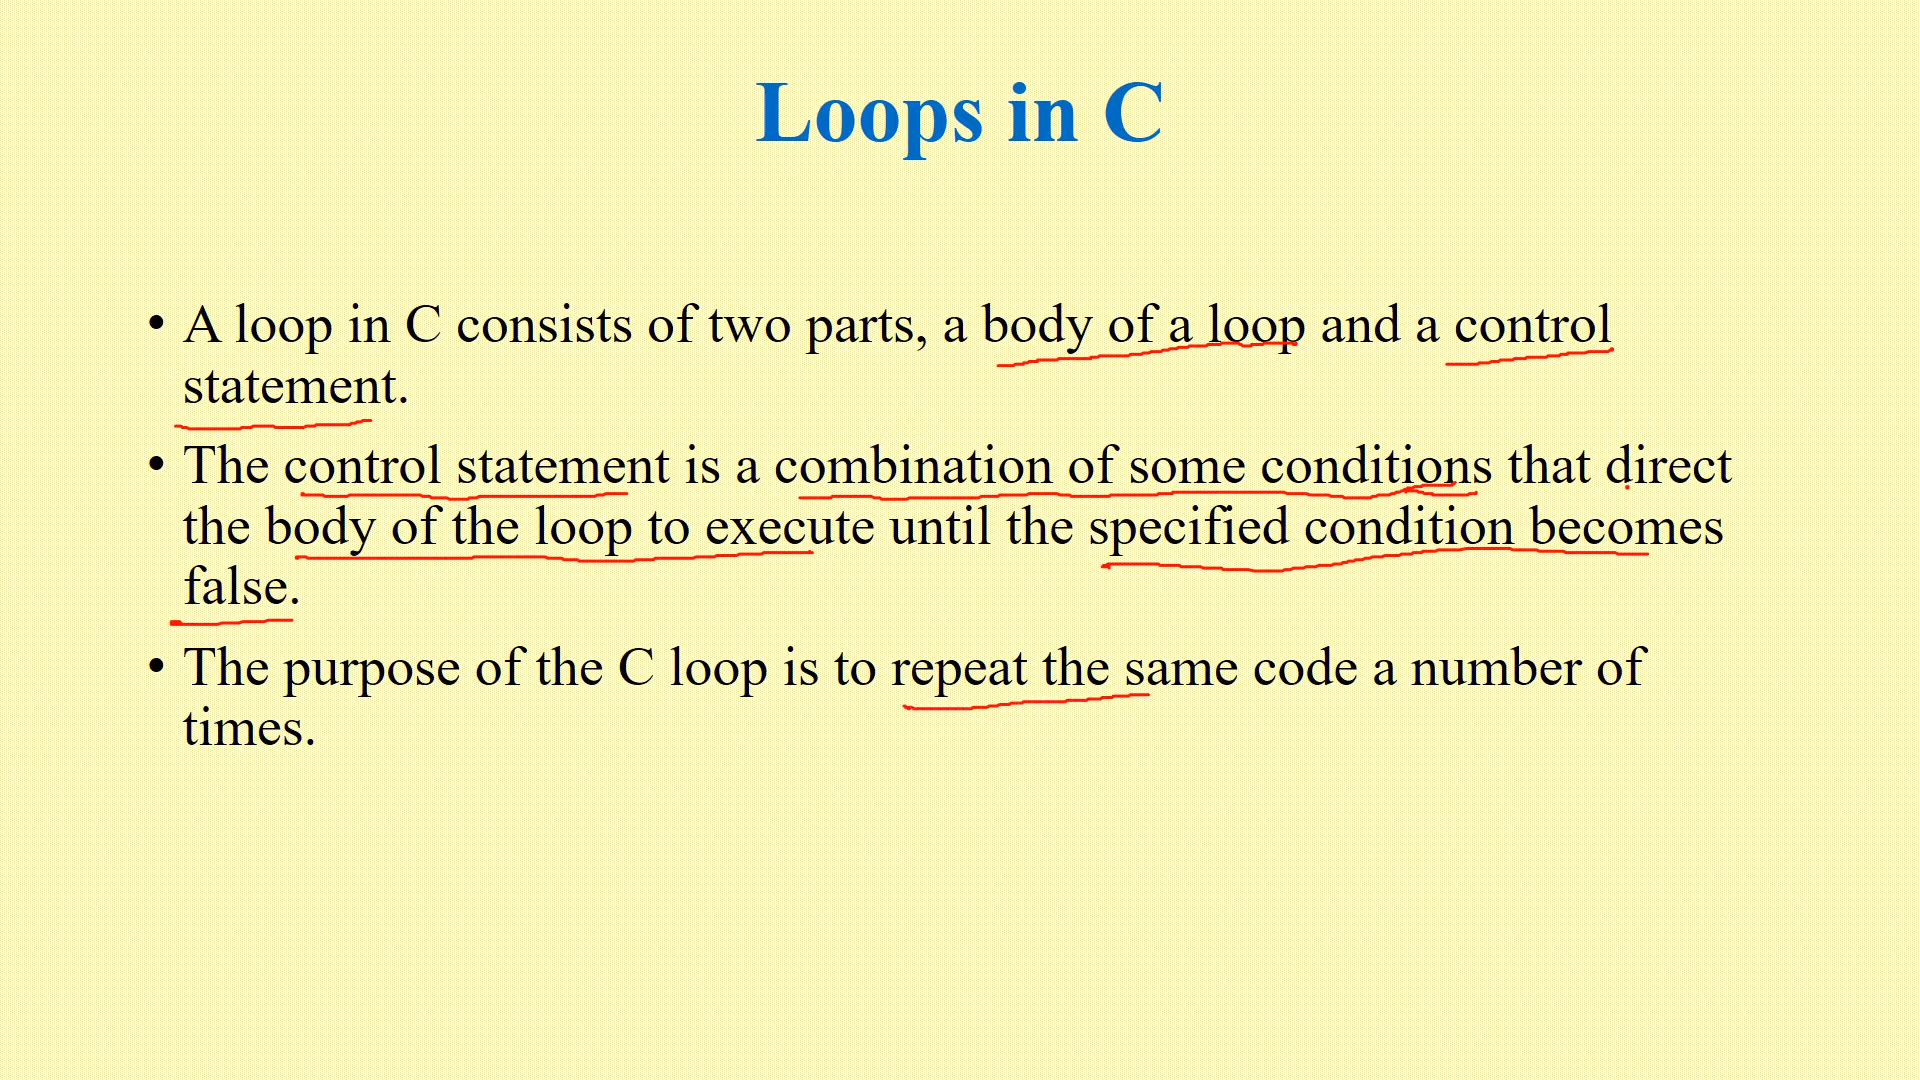 Loops in C
• A loop in C consists of two parts, a body of a loop and a control
statement.
• The control statement is a combination of some conditions that direct
the body of the loop to execute until the specified condition becomes
false.
• The purpose of the C loop is to repeat the same code a number of
times.